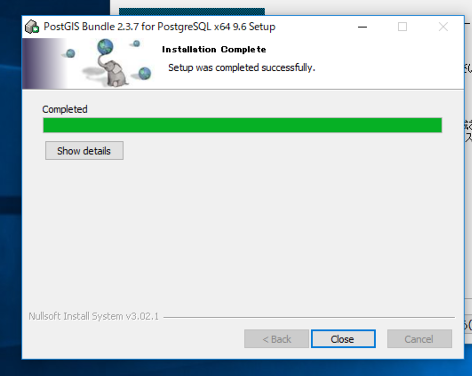 PostGIS Bundle 2.3.7 for PostgreSQL x64 9.6 Setup
Installation Complete
Setup was completed successfully.
Completed
Show details
Nullsoft Install System v3.02.1
< Back
Close
Cancel